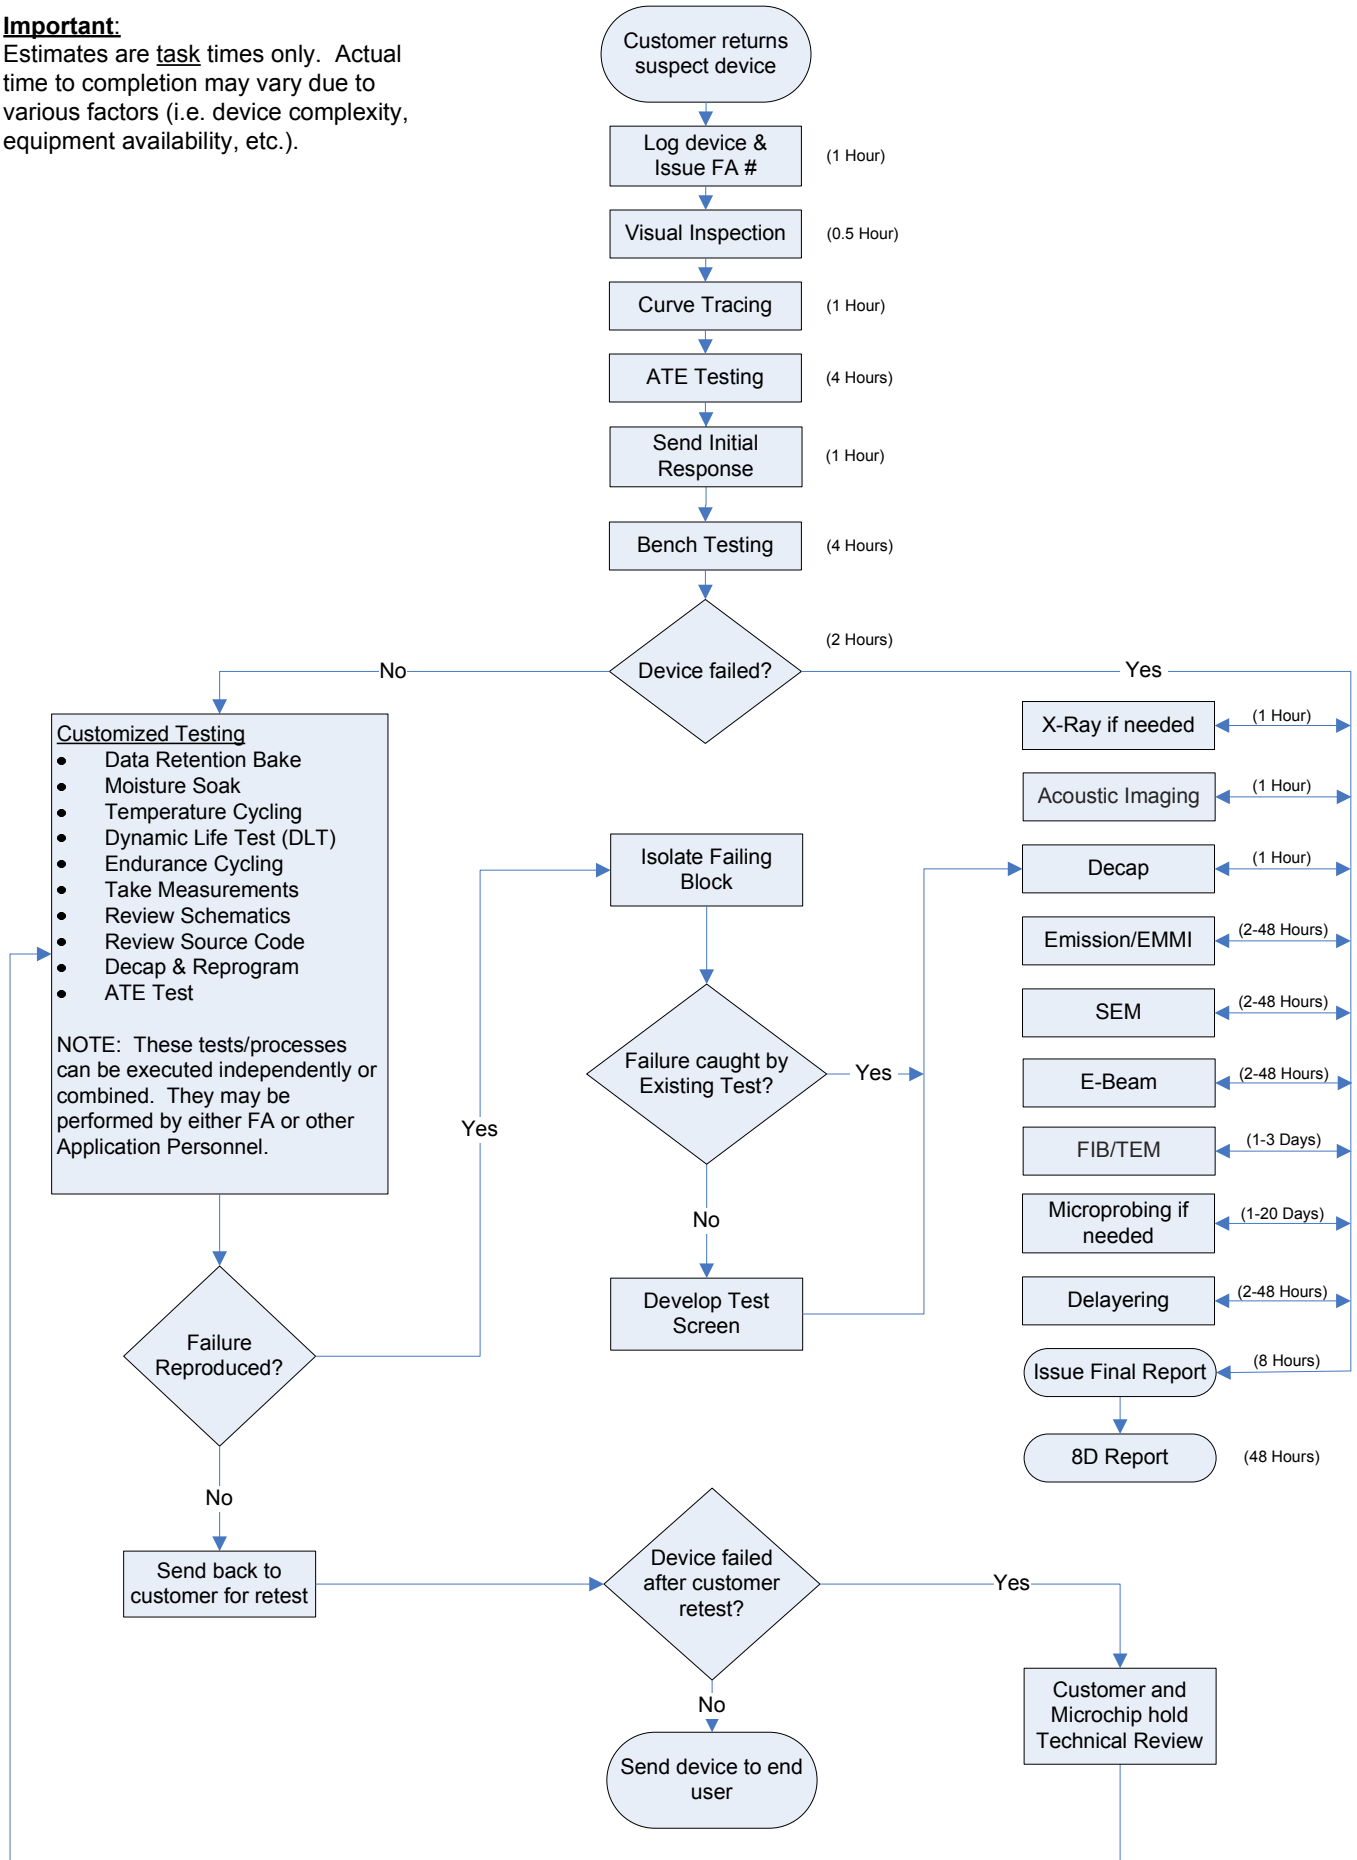 Important:
Estimates are task times only.  Actual
time to completion may vary due to
various factors (i.e. device complexity,
equipment availability, etc.).
Customer returns
suspect device
Log device &
Issue FA #
(1 Hour)
Visual Inspection
(0.5 Hour)
Curve Tracing
(1 Hour)
ATE Testing
(4 Hours)
Send Initial
Response
(1 Hour)
Bench Testing
(4 Hours)
Device failed?
(2 Hours)
No
Yes
Customized Testing
• Data Retention Bake
• Moisture Soak
• Temperature Cycling
• Dynamic Life Test (DLT)
• Endurance Cycling
• Take Measurements
• Review Schematics
• Review Source Code
• Decap & Reprogram
• ATE Test
NOTE:  These tests/processes
can be executed independently or
combined.  They may be
performed by either FA or other
Application Personnel.
Failure
Reproduced?
Yes
No
Isolate Failing
Block
Failure caught by
Existing Test?
Yes
No
Develop Test
Screen
X-Ray if needed
(1 Hour)
Acoustic Imaging
(1 Hour)
Decap
(1 Hour)
Emission/EMMI
(2-48 Hours)
SEM
(2-48 Hours)
E-Beam
(2-48 Hours)
FIB/TEM
(1-3 Days)
Microprobing if
needed
(1-20 Days)
Delayering
(2-48 Hours)
Issue Final Report
(8 Hours)
8D Report
(48 Hours)
Send back to
customer for retest
Device failed
after customer
retest?
Yes
No
Send device to end
user
Customer and
Microchip hold
Technical Review